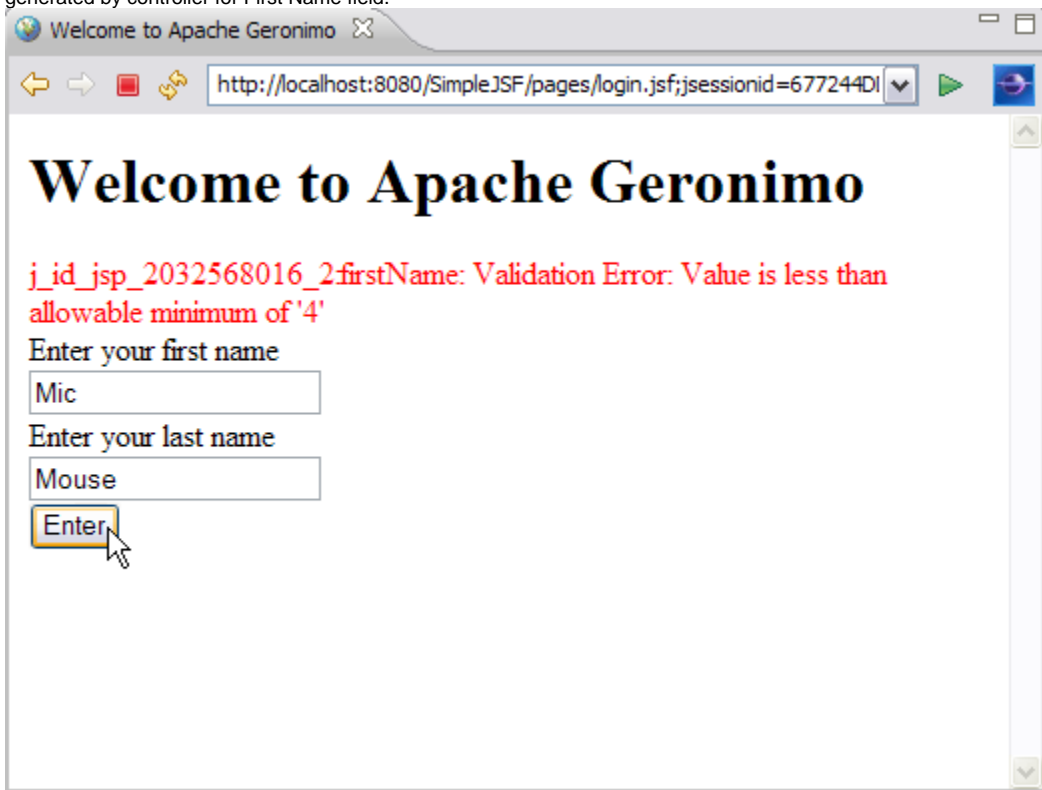 generated by controller for First Name field.
Welcome to Apache Geronimo
http://localhost:8080/SimpleJSF/pages/login.jsf;jsessionid=677244D
Welcome to Apache Geronimo
j_id_jsp_2032568016_2:firstName: Validation Error: Value is less than
allowable minimum of '4'
Enter your first name
Mic
Enter your last name
Mouse
Enter